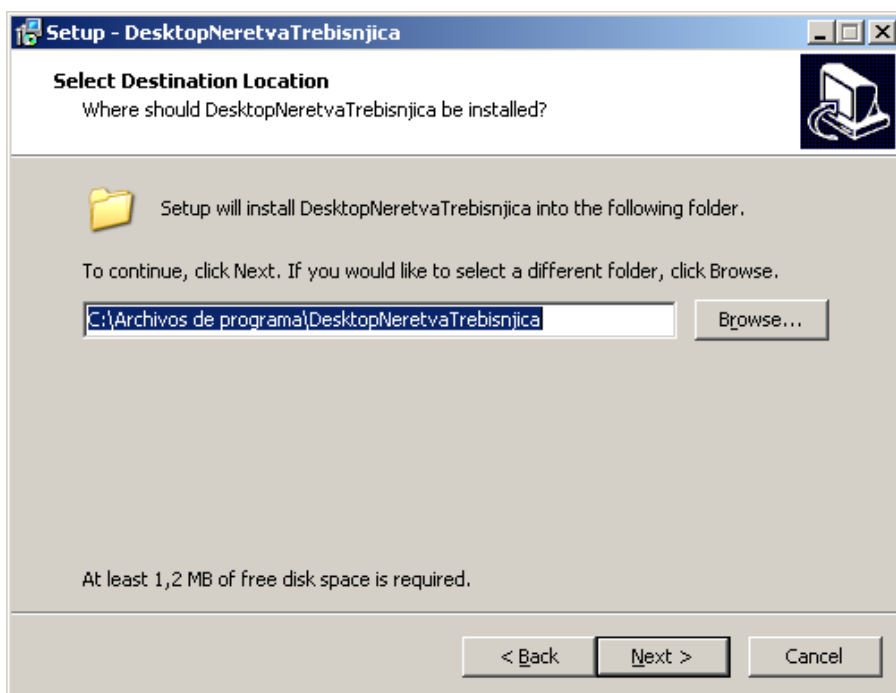 Setup - DesktopNeretvaTrebisnjica
Select Destination Location
Where should DesktopNeretvaTrebisnjica be installed?
Setup will install DesktopNeretvaTrebisnjica into the following folder.
To continue, click Next. If you would like to select a different folder, click Browse.
C:\Archivos de programa\DesktopNeretvaTrebisnjica
Browse...
At least 1,2 MB of free disk space is required.
< Back
Next >
Cancel